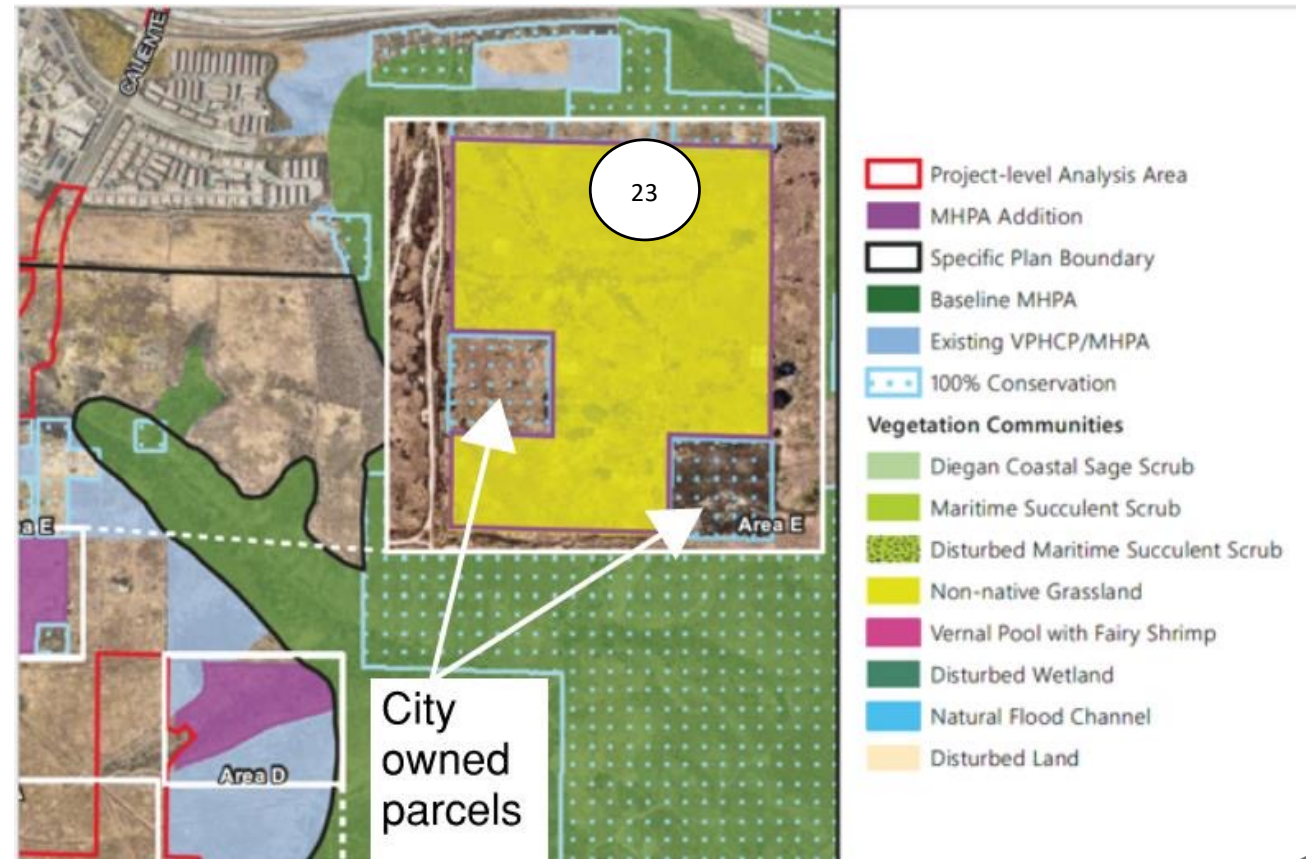 CALIENTE
23
Area E
a E
Area D
City
owned
parcels
Project-level Analysis Area
MHPA Addition
Specific Plan Boundary
Baseline MHPA
Existing VPHCP/MHPA
100% Conservation
Vegetation Communities
Diegan Coastal Sage Scrub
Maritime Succulent Scrub
Disturbed Maritime Succulent Scrub
Non-native Grassland
Vernal Pool with Fairy Shrimp
Disturbed Wetland
Natural Flood Channel
Disturbed Land